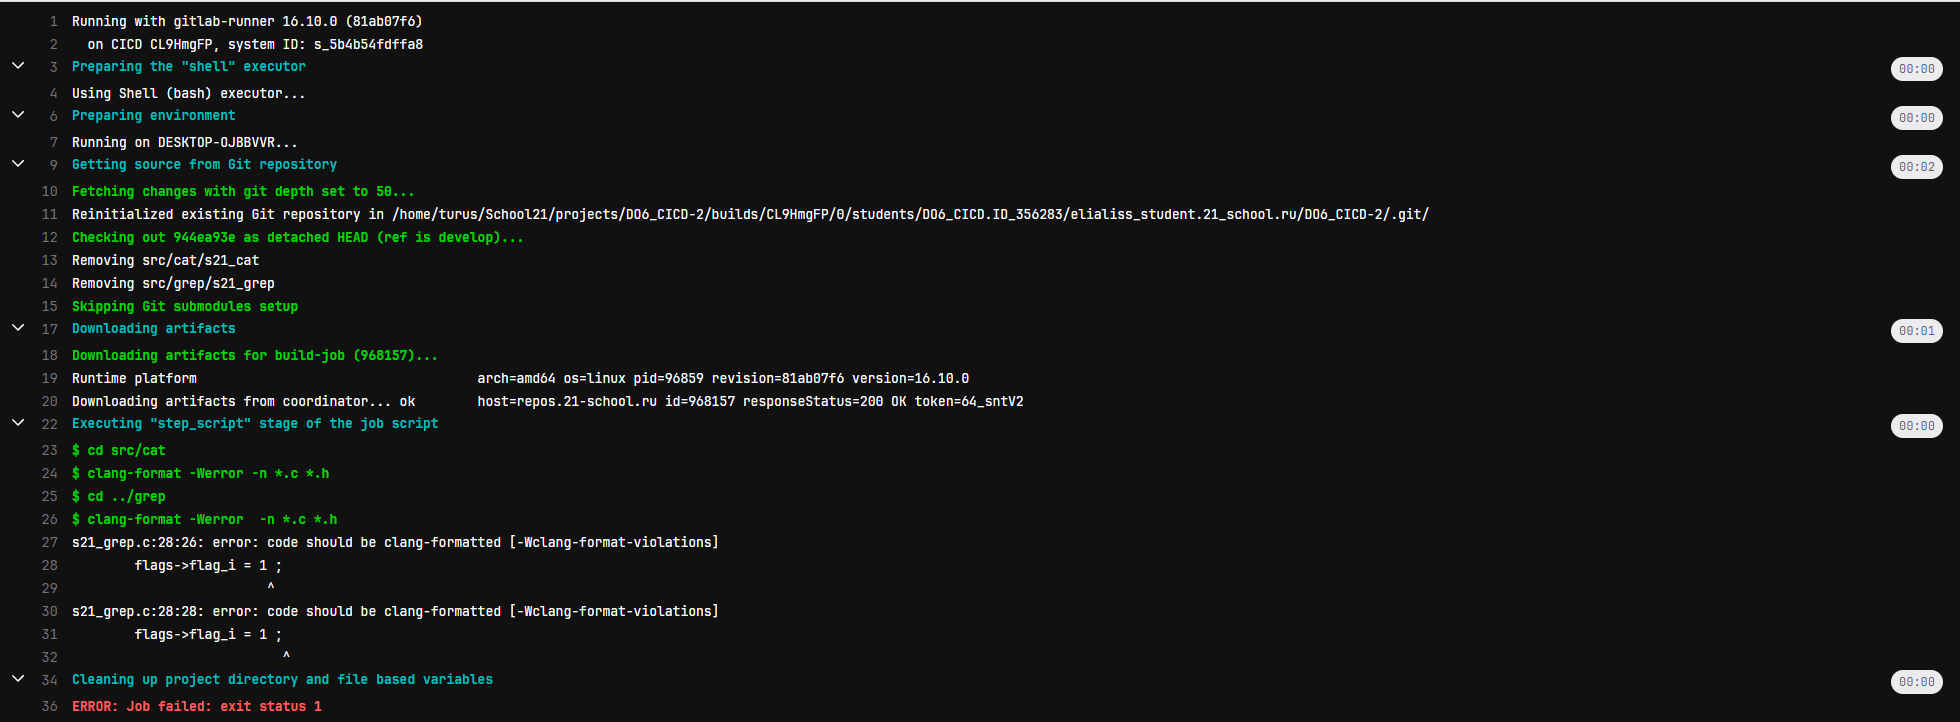 1 Running with gitlab-runner 16.10.0 (81ab07f6)
2 on CICD CL9HmgFP, system ID: s_5b4b54fdffa8
3 Preparing the "shell" executor 00:00
4 Using Shell (bash) executor...
6 Preparing environment 00:00
7 Running on DESKTOP-OJBBVVR...
9 Getting source from Git repository 00:02
10 Fetching changes with git depth set to 50...
11 Reinitialized existing Git repository in /home/turus/School21/projects/DO6_CICD-2/builds/CL9HmgFP/0/students/DO6_CICD.ID_356283/elialiss_student.21_school.ru/DO6_CICD-2/.git/
12 Checking out 944ea93e as detached HEAD (ref is develop)...
13 Removing src/cat/s21_cat
14 Removing src/grep/s21_grep
15 Skipping Git submodules setup
17 Downloading artifacts 00:01
18 Downloading artifacts for build-job (968157)...
19 Runtime platform arch=amd64 os=linux pid=96859 revision=81ab07f6 version=16.10.0
20 Downloading artifacts from coordinator... ok host=repos.21-school.ru id=968157 responseStatus=200 OK token=64_sntV2
22 Executing "step_script" stage of the job script 00:00
23 $ cd src/cat
24 $ clang-format -Werror -n *.c *.h
25 $ cd ../grep
26 $ clang-format -Werror  -n *.c *.h
27 s21_grep.c:28:26: error: code should be clang-formatted [-Wclang-format-violations]
28 flags->flag_i = 1 ;
29 ^
30 s21_grep.c:28:28: error: code should be clang-formatted [-Wclang-format-violations]
31 flags->flag_i = 1 ;
32 ^
34 Cleaning up project directory and file based variables 00:00
36 ERROR: Job failed: exit status 1